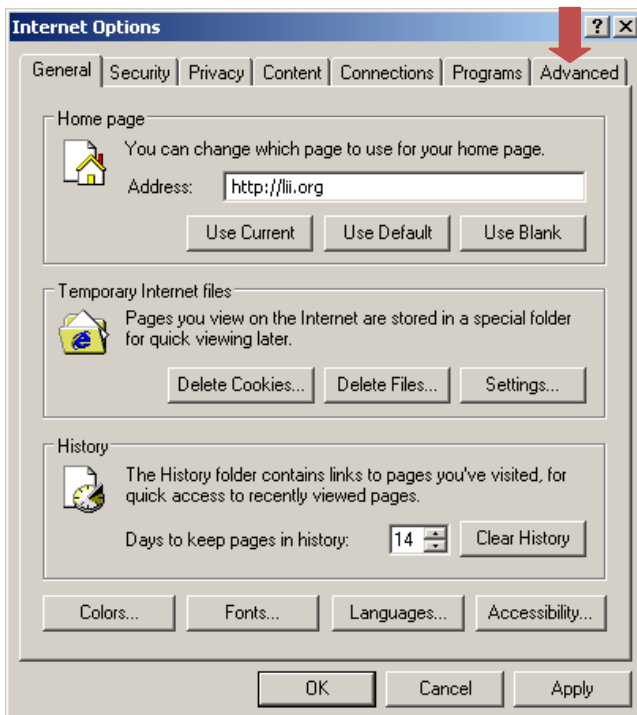 Internet Options
General Security Privacy Content Connections Programs Advanced
Home page
You can change which page to use for your home page.
Address: http://lii.org
Use Current Use Default Use Blank
Temporary Internet files
Pages you view on the Internet are stored in a special folder
for quick viewing later.
Delete Cookies... Delete Files... Settings...
History
The History folder contains links to pages you've visited, for
quick access to recently viewed pages.
Days to keep pages in history: 14 Clear History
Colors... Fonts... Languages... Accessibility...
OK Cancel Apply